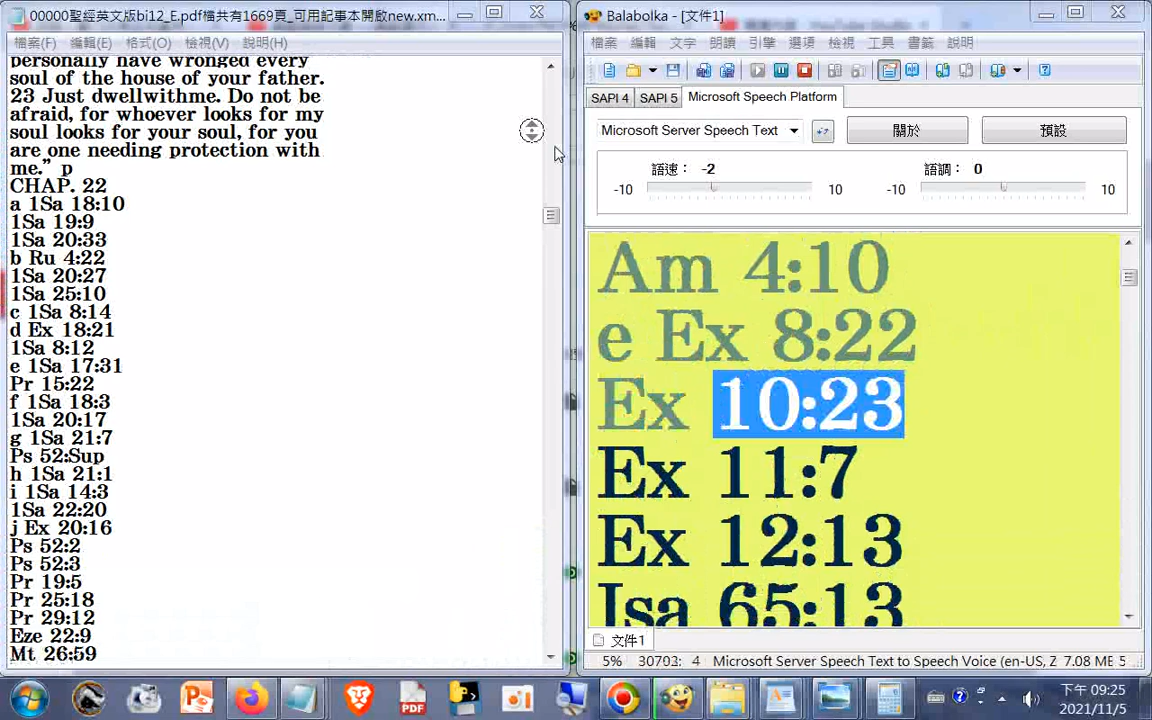 00000聖經英文版bi12_E.pdf檔共有1669頁_可用記事本開啟new.xm...
檔案(F) 編輯(E) 格式(O) 檢視(V) 說明(H)
personally have wronged every
soul of the house of your father.
23 Just dwellwithme. Do not be
afraid, for whoever looks for my
soul looks for your soul, for you
are one needing protection with
me.” p
CHAP. 22
a 1Sa 18:10
1Sa 19:9
1Sa 20:33
b Ru 4:22
1Sa 20:27
1Sa 25:10
c 1Sa 8:14
d Ex 18:21
1Sa 8:12
e 1Sa 17:31
Pr 15:22
f 1Sa 18:3
1Sa 20:17
g 1Sa 21:7
Ps 52:Sup
h 1Sa 21:1
i 1Sa 14:3
1Sa 22:20
j Ex 20:16
Ps 52:2
Ps 52:3
Pr 19:5
Pr 25:18
Pr 29:12
Eze 22:9
Mt 26:59
Balabolka - [文件1]
檔案 編輯 文字 朗讀 引擎 選項 檢視 工具 書籤 說明
SAPI 4 SAPI 5 Microsoft Speech Platform
Microsoft Server Speech Text 關於 預設
語速： -2 語調： 0
-10 10 -10 10
Am 4:10
e Ex 8:22
Ex 10:23
Ex 11:7
Ex 12:13
Isa 65:13
文件1
5% 30703: 4 Microsoft Server Speech Text to Speech Voice (en-US, Z 7.08 MB 5
PDF
下午 09:25
2021/11/5